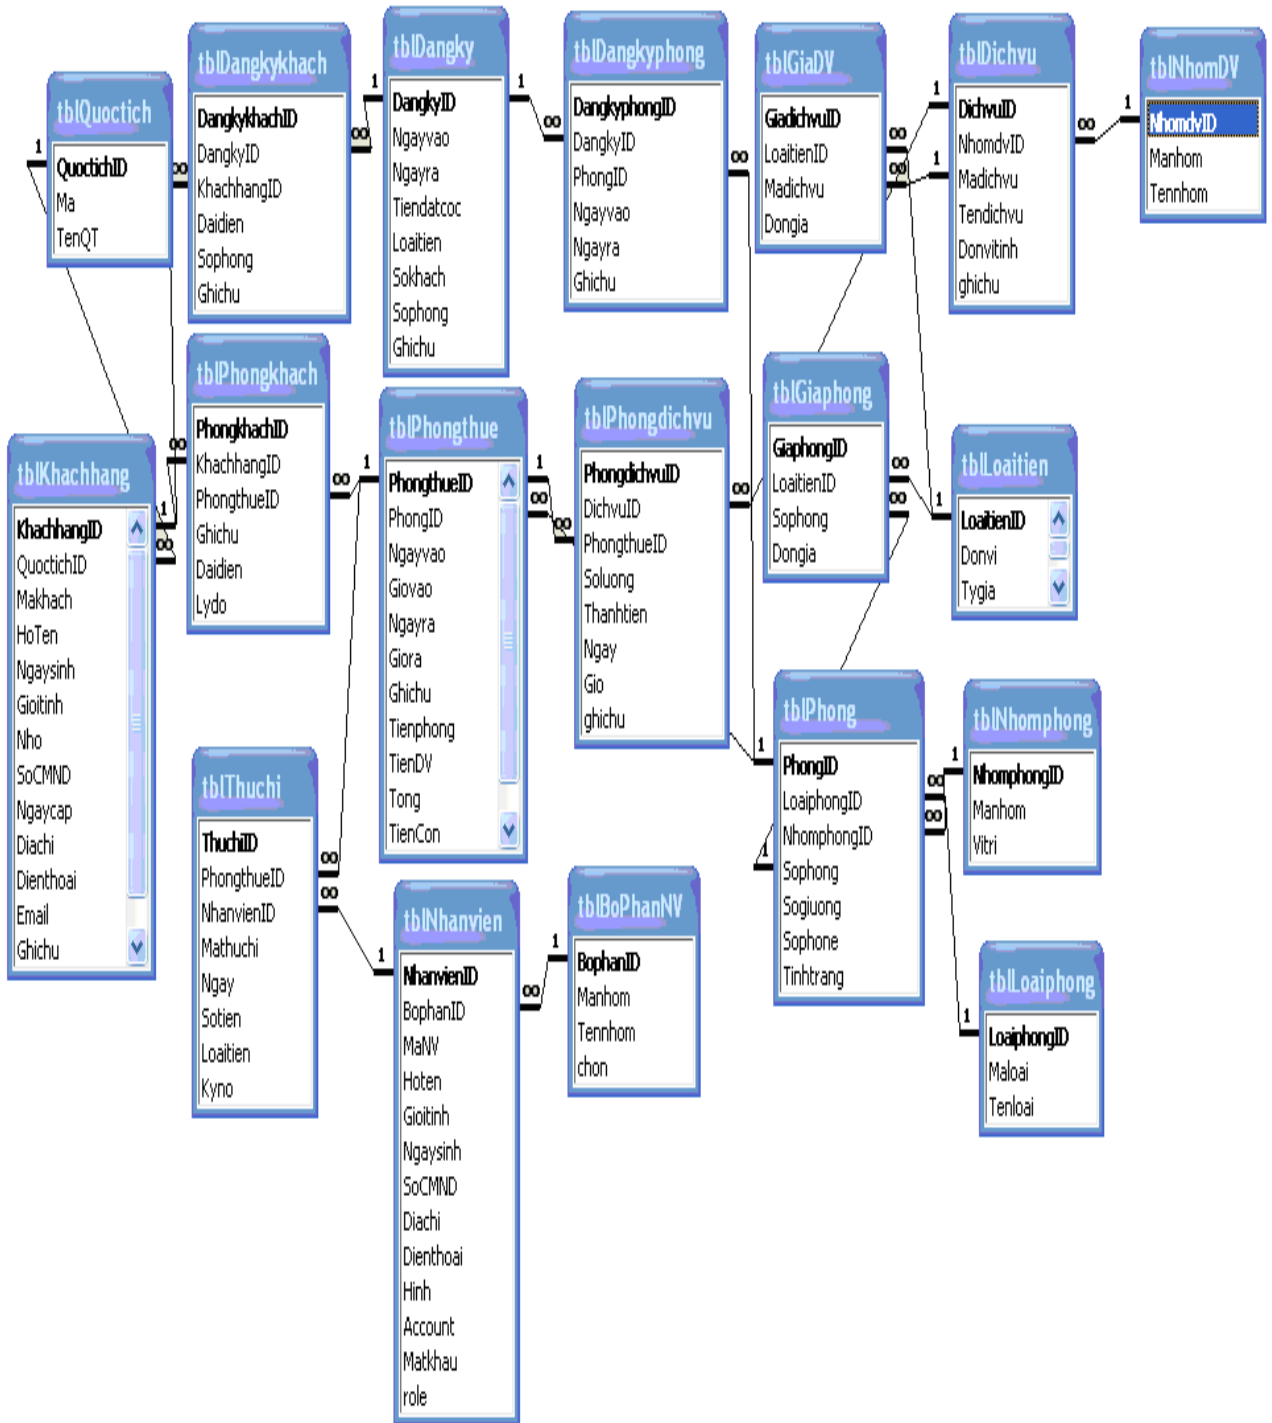 tblQuoctich
QuoctichID
Ma
TenQT
tblDangkykhach
DangkykhachID
DangkyID
KhachhangID
Daidien
Sophong
Ghichu
tblDangky
DangkyID
Ngayvao
Ngayra
Tiendatcoc
Loaitien
Sokhach
Sophong
Ghichu
tblDangkyphong
DangkyphongID
DangkyID
PhongID
Ngayvao
Ngayra
Ghichu
tblGiaDV
GiadichvuID
LoaitienID
Madichvu
Dongia
tblDichvu
DichvuID
NhomdvID
Madichvu
Tendichvu
Donvitinh
ghichu
tblNhomDV
NhomdvID
Manhom
Tennhom
tblKhachhang
KhachhangID
QuoctichID
Makhach
HoTen
Ngaysinh
Gioitinh
Nho
SoCMND
Ngaycap
Diachi
Dienthoai
Email
Ghichu
tblPhongkhach
PhongkhachID
KhachhangID
PhongthueID
Ghichu
Daidien
Lydo
tblPhongthue
PhongthueID
PhongID
Ngayvao
Giovao
Ngayra
Giora
Ghichu
Tienphong
TienDV
Tong
TienCon
tblPhongdichvu
PhongdichvuID
DichvuID
PhongthueID
Soluong
Thanhtien
Ngay
Gio
ghichu
tblGiaphong
GiaphongID
LoaitienID
Sophong
Dongia
tblLoaitien
LoaitienID
Donvi
Tygia
tblThuchi
ThuchiID
PhongthueID
NhanvienID
Mathuchi
Ngay
Sotien
Loaitien
Kyno
tblNhanvien
NhanvienID
BophanID
MaNV
Hoten
Gioitinh
Ngaysinh
SoCMND
Diachi
Dienthoai
Hinh
Account
Matkhau
role
tblBoPhanNV
BophanID
Manhom
Tennhom
chon
tblPhong
PhongID
LoaiphongID
NhomphongID
Sophong
Sogiuong
Sophone
Tinhtrang
tblNhomphong
NhomphongID
Manhom
Vitri
tblLoaiphong
LoaiphongID
Maloai
Tenloai